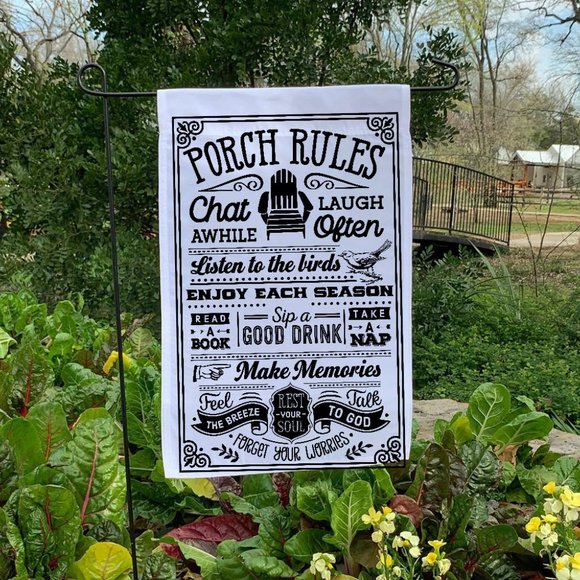 PORCH RULES
Chat AWHILE
LAUGH Often
Listen to the birds
ENJOY EACH SEASON
READ A BOOK
Sip a GOOD DRINK
TAKE A NAP
Make Memories
Feel THE BREEZE
REST YOUR SOUL
Talk TO GOD
FORGET YOUR WORRIES